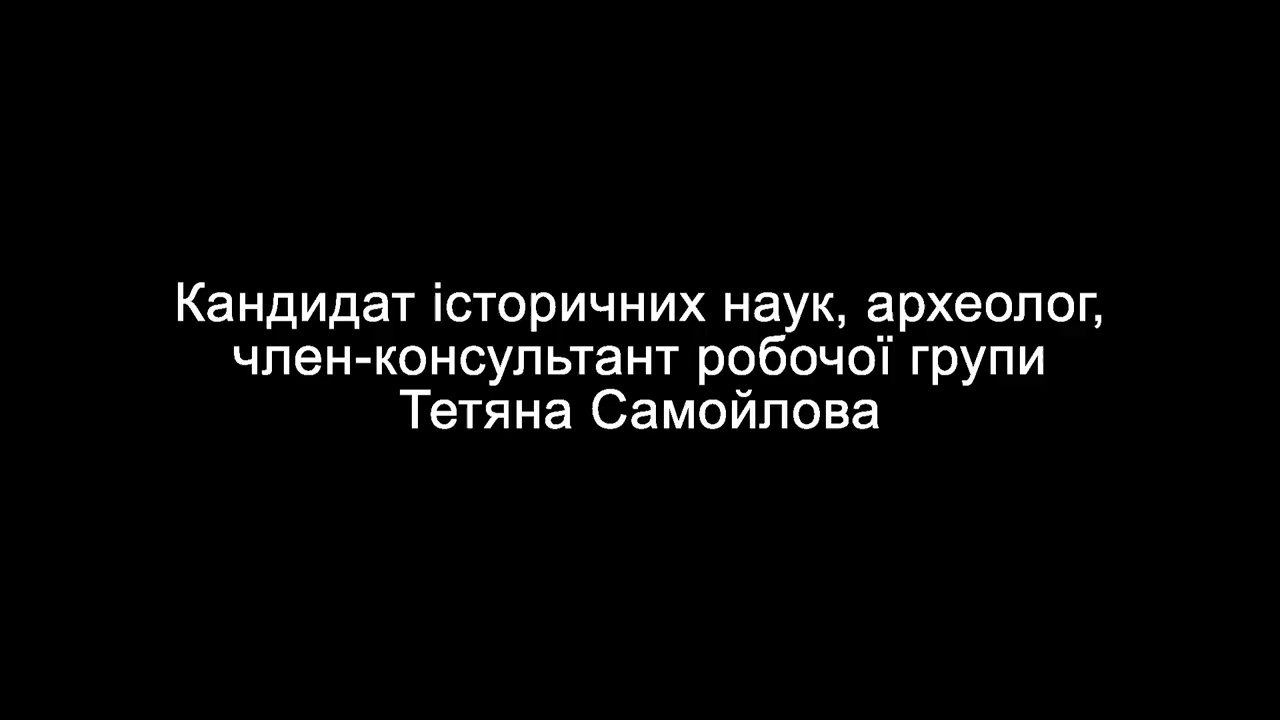 Кандидат історичних наук, археолог,
член-консультант робочої групи
Тетяна Самойлова